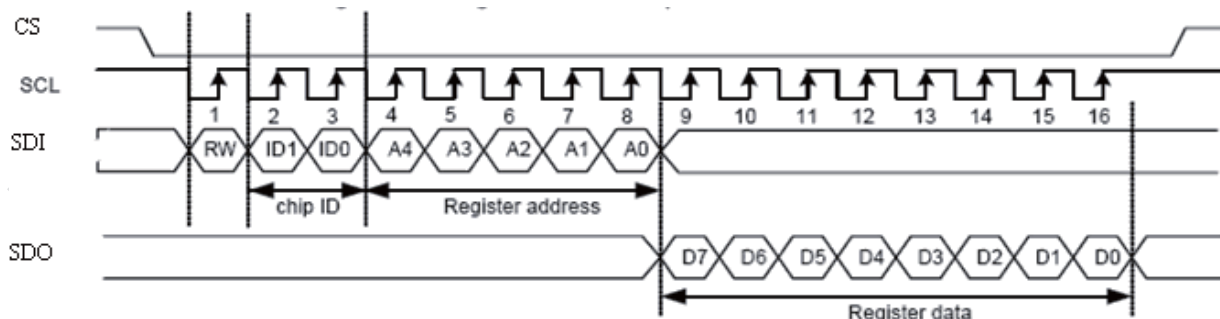 CS
SCL
1 2 3 4 5 6 7 8 9 10 11 12 13 14 15 16
SDI RW ID1 ID0 A4 A3 A2 A1 A0
chip ID Register address
SDO D7 D6 D5 D4 D3 D2 D1 D0
Register data